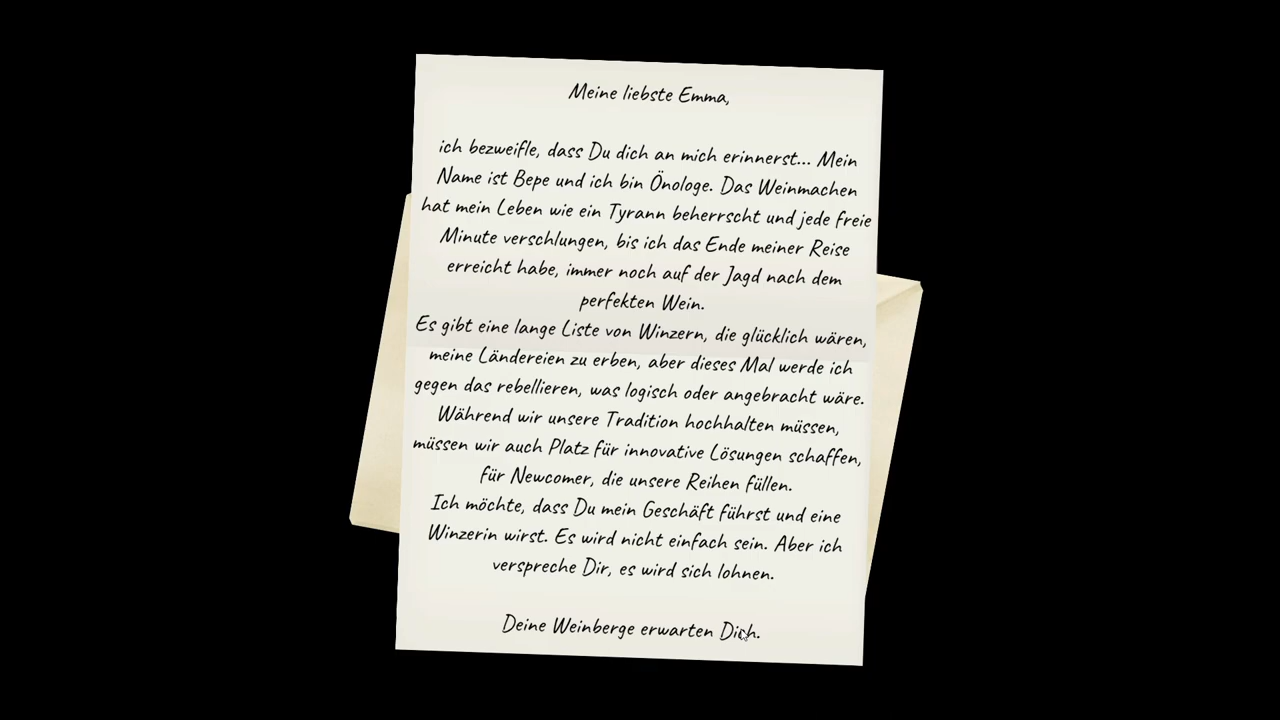 Meine liebste Emma,
ich bezweifle, dass Du dich an mich erinnerst... Mein
Name ist Bepe und ich bin Önologe. Das Weinmachen
hat mein Leben wie ein Tyrann beherrscht und jede freie
Minute verschlungen, bis ich das Ende meiner Reise
erreicht habe, immer noch auf der Jagd nach dem
perfekten Wein.
Es gibt eine lange Liste von Winzern, die glücklich wären,
meine Ländereien zu erben, aber dieses Mal werde ich
gegen das rebellieren, was logisch oder angebracht wäre.
Während wir unsere Tradition hochhalten müssen,
müssen wir auch Platz für innovative Lösungen schaffen,
für Newcomer, die unsere Reihen füllen.
Ich möchte, dass Du mein Geschäft führst und eine
Winzerin wirst. Es wird nicht einfach sein. Aber ich
verspreche Dir, es wird sich lohnen.
Deine Weinberge erwarten Dich.